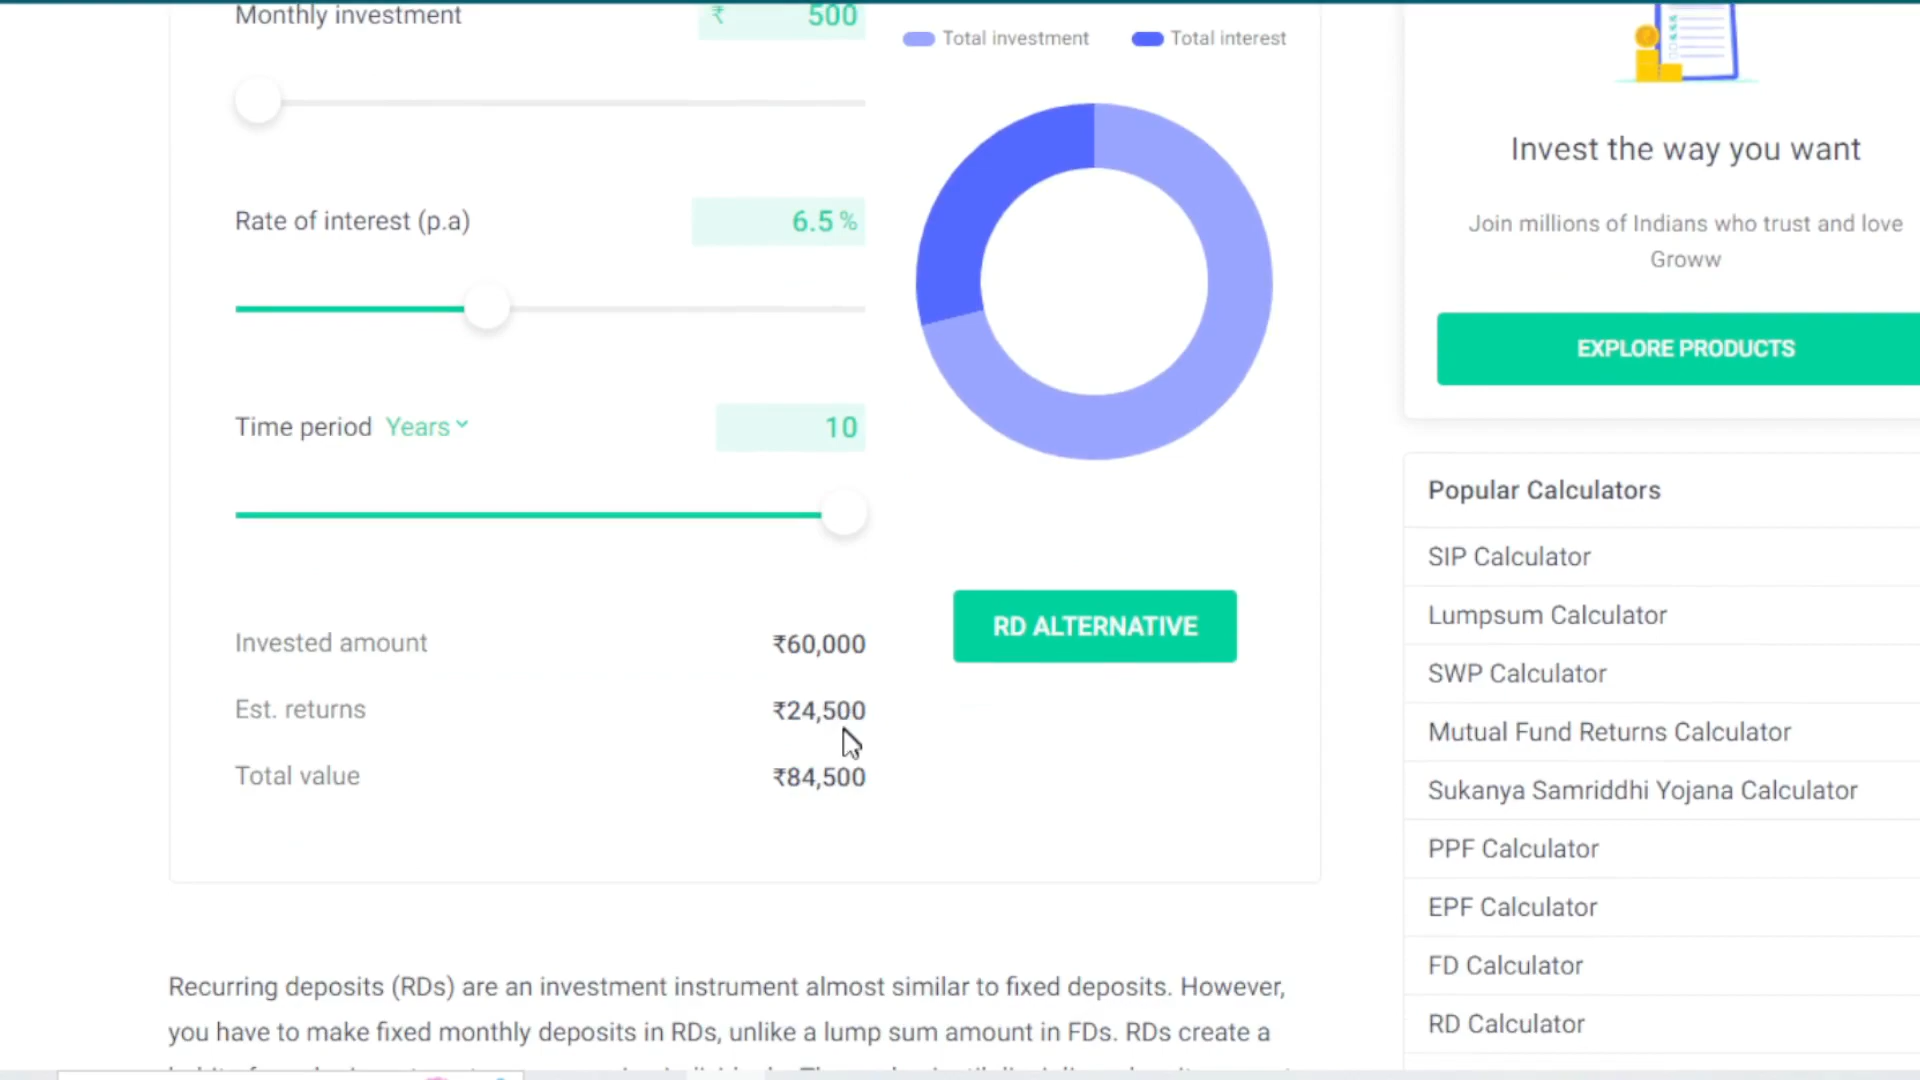 Monthly investment
₹ 500
Total investment
Total interest
Rate of interest (p.a)
6.5 %
Time period Years
10
Invested amount
₹60,000
Est. returns
₹24,500
Total value
₹84,500
RD ALTERNATIVE
Recurring deposits (RDs) are an investment instrument almost similar to fixed deposits. However,
you have to make fixed monthly deposits in RDs, unlike a lump sum amount in FDs. RDs create a
Invest the way you want
Join millions of Indians who trust and love
Groww
EXPLORE PRODUCTS
Popular Calculators
SIP Calculator
Lumpsum Calculator
SWP Calculator
Mutual Fund Returns Calculator
Sukanya Samriddhi Yojana Calculator
PPF Calculator
EPF Calculator
FD Calculator
RD Calculator